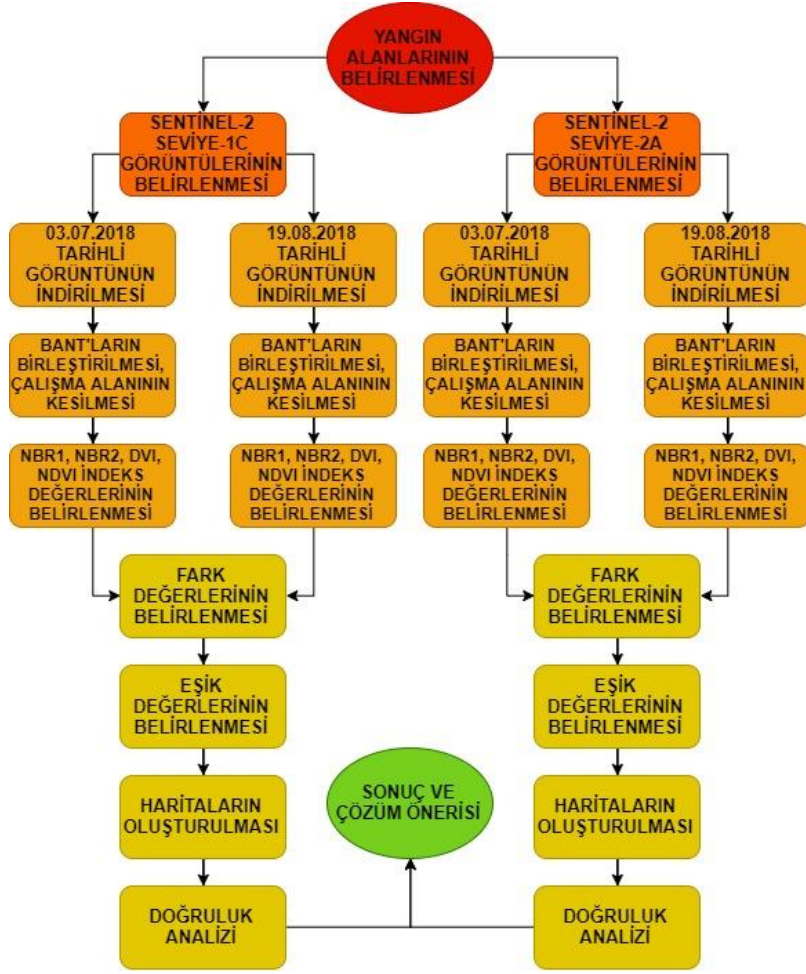 YANGIN
ALANLARININ
BELİRLENMESİ
SENTİNEL-2
SEVİYE-1C
GÖRÜNTÜLERİNİN
BELİRLENMESİ
SENTİNEL-2
SEVİYE-2A
GÖRÜNTÜLERİNİN
BELİRLENMESİ
03.07.2018
TARİHLİ
GÖRÜNTÜNÜN
İNDİRİLMESİ
19.08.2018
TARİHLİ
GÖRÜNTÜNÜN
İNDİRİLMESİ
03.07.2018
TARİHLİ
GÖRÜNTÜNÜN
İNDİRİLMESİ
19.08.2018
TARİHLİ
GÖRÜNTÜNÜN
İNDİRİLMESİ
BANT'LARIN
BİRLEŞTİRİLMESİ,
ÇALIŞMA ALANININ
KESİLMESİ
BANT'LARIN
BİRLEŞTİRİLMESİ,
ÇALIŞMA ALANININ
KESİLMESİ
BANT'LARIN
BİRLEŞTİRİLMESİ,
ÇALIŞMA ALANININ
KESİLMESİ
BANT'LARIN
BİRLEŞTİRİLMESİ,
ÇALIŞMA ALANININ
KESİLMESİ
NBR1, NBR2, DVI,
NDVI İNDEKS
DEĞERLERİNİN
BELİRLENMESİ
NBR1, NBR2, DVI,
NDVI İNDEKS
DEĞERLERİNİN
BELİRLENMESİ
NBR1, NBR2, DVI,
NDVI İNDEKS
DEĞERLERİNİN
BELİRLENMESİ
NBR1, NBR2, DVI,
NDVI İNDEKS
DEĞERLERİNİN
BELİRLENMESİ
FARK
DEĞERLERİNİN
BELİRLENMESİ
FARK
DEĞERLERİNİN
BELİRLENMESİ
EŞİK
DEĞERLERİNİN
BELİRLENMESİ
EŞİK
DEĞERLERİNİN
BELİRLENMESİ
HARİTALARIN
OLUŞTURULMASI
SONUÇ VE
ÇÖZÜM ÖNERİSİ
HARİTALARIN
OLUŞTURULMASI
DOĞRULUK
ANALİZİ
DOĞRULUK
ANALİZİ